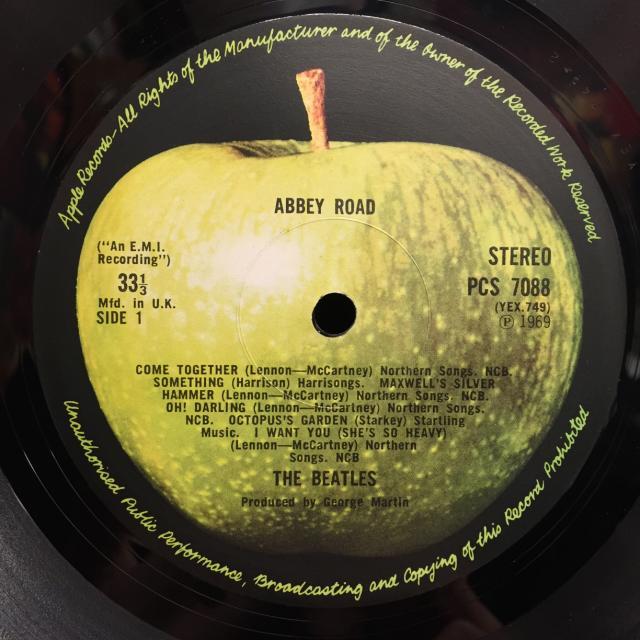 Apple Records—All Rights of the Manufacturer and of the Owner of the Recorded Work Reserved
ABBEY ROAD
("An E.M.I.
Recording")
33⅓
Mfd. in U.K.
SIDE 1
STEREO
PCS 7088
(YEX.749)
Ⓟ 1969
COME TOGETHER (Lennon—McCartney) Northern Songs. NCB.
SOMETHING (Harrison) Harrisongs. MAXWELL'S SILVER
HAMMER (Lennon—McCartney) Northern Songs. NCB.
OH! DARLING (Lennon—McCartney) Northern Songs.
NCB. OCTOPUS'S GARDEN (Starkey) Startling
Music. I WANT YOU (SHE'S SO HEAVY)
(Lennon—McCartney) Northern
Songs. NCB
THE BEATLES
Produced by George Martin
Unauthorised Public Performance, Broadcasting and Copying of this Record Prohibited